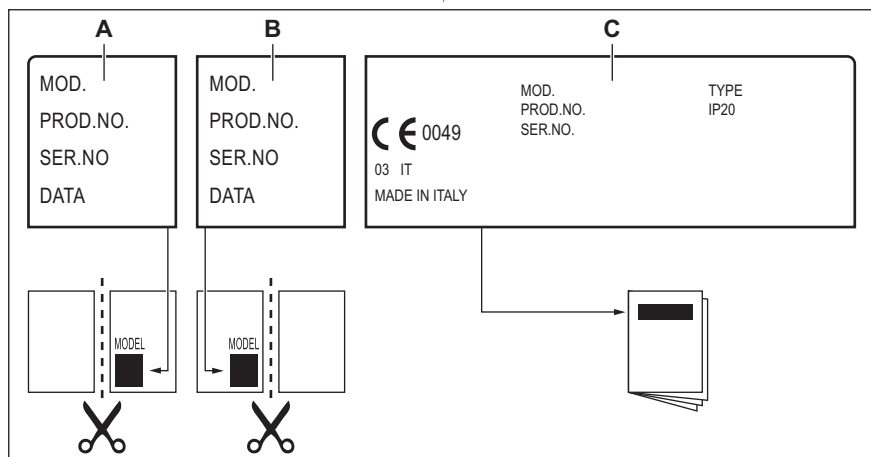 A
MOD.
PROD.NO.
SER.NO
DATA
B
MOD.
PROD.NO.
SER.NO
DATA
C
MOD.
PROD.NO.
SER.NO.
TYPE
IP20
CE 0049
03 IT
MADE IN ITALY
MODEL
MODEL